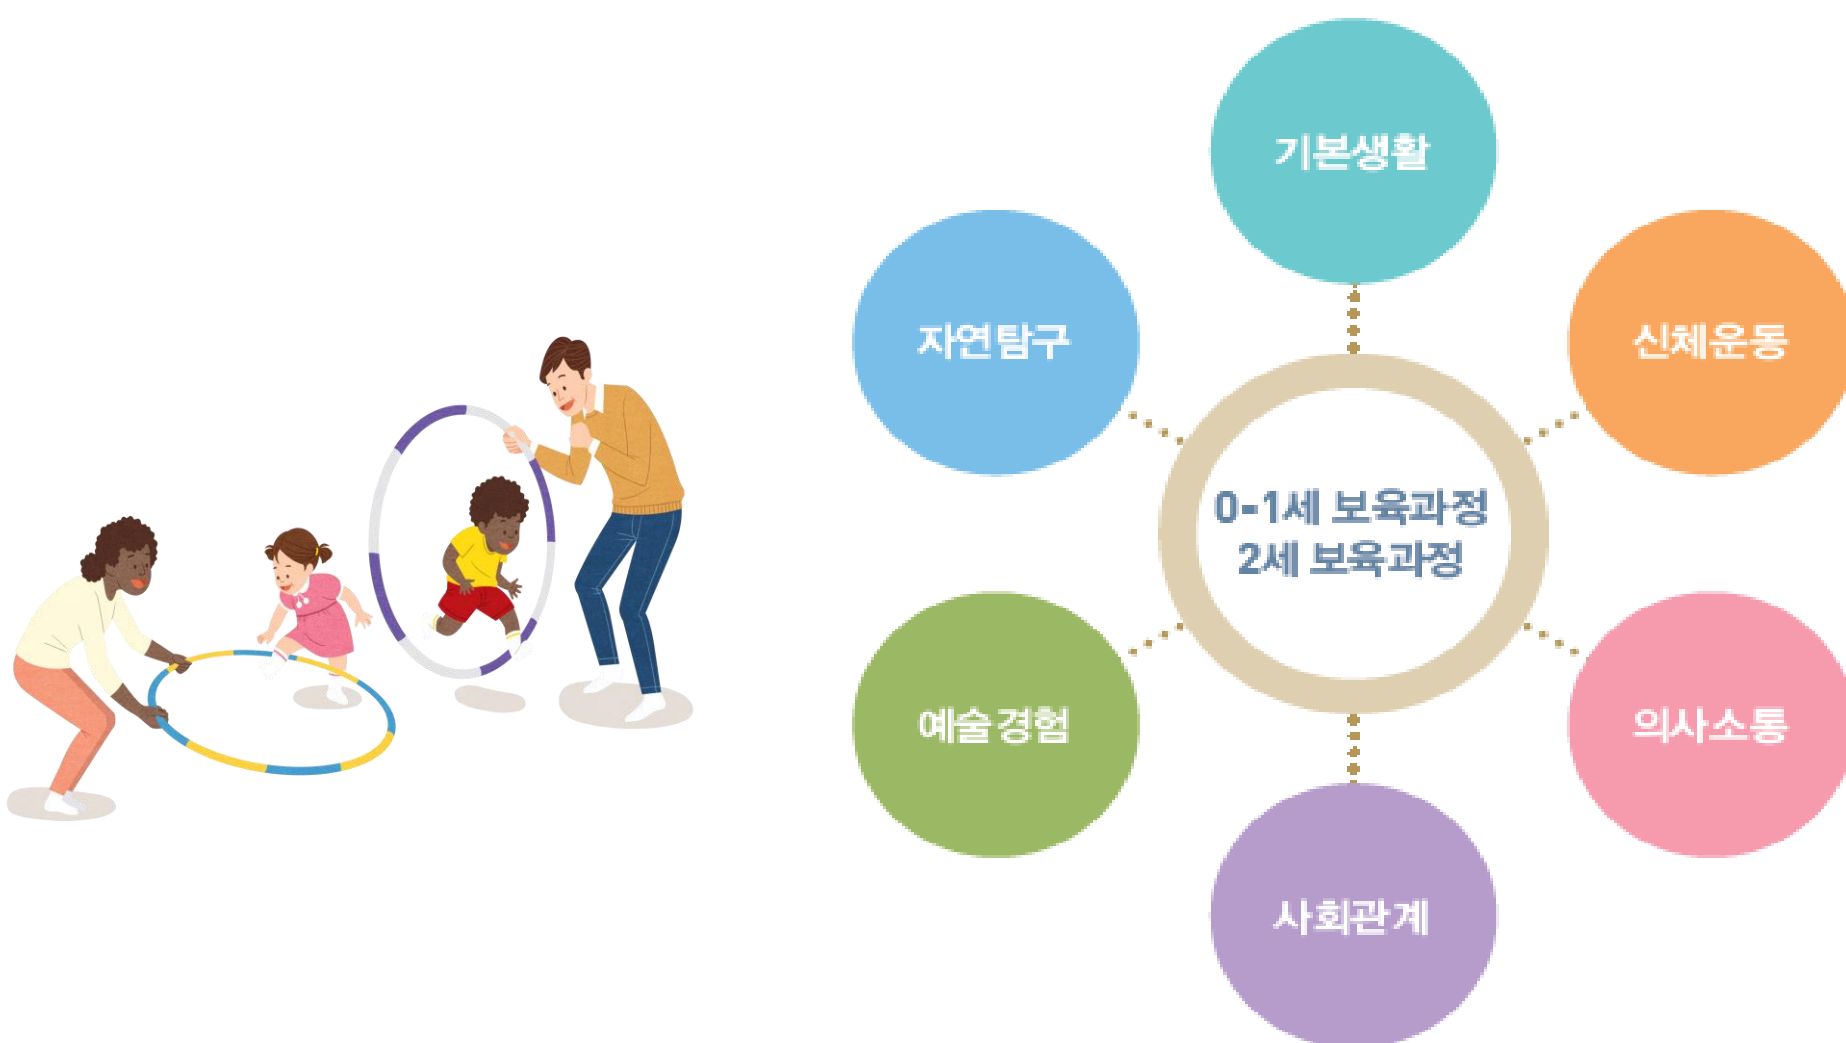 기본생활
자연탐구
신체운동
0-1세 보육과정
2세 보육과정
예술경험
의사소통
사회관계